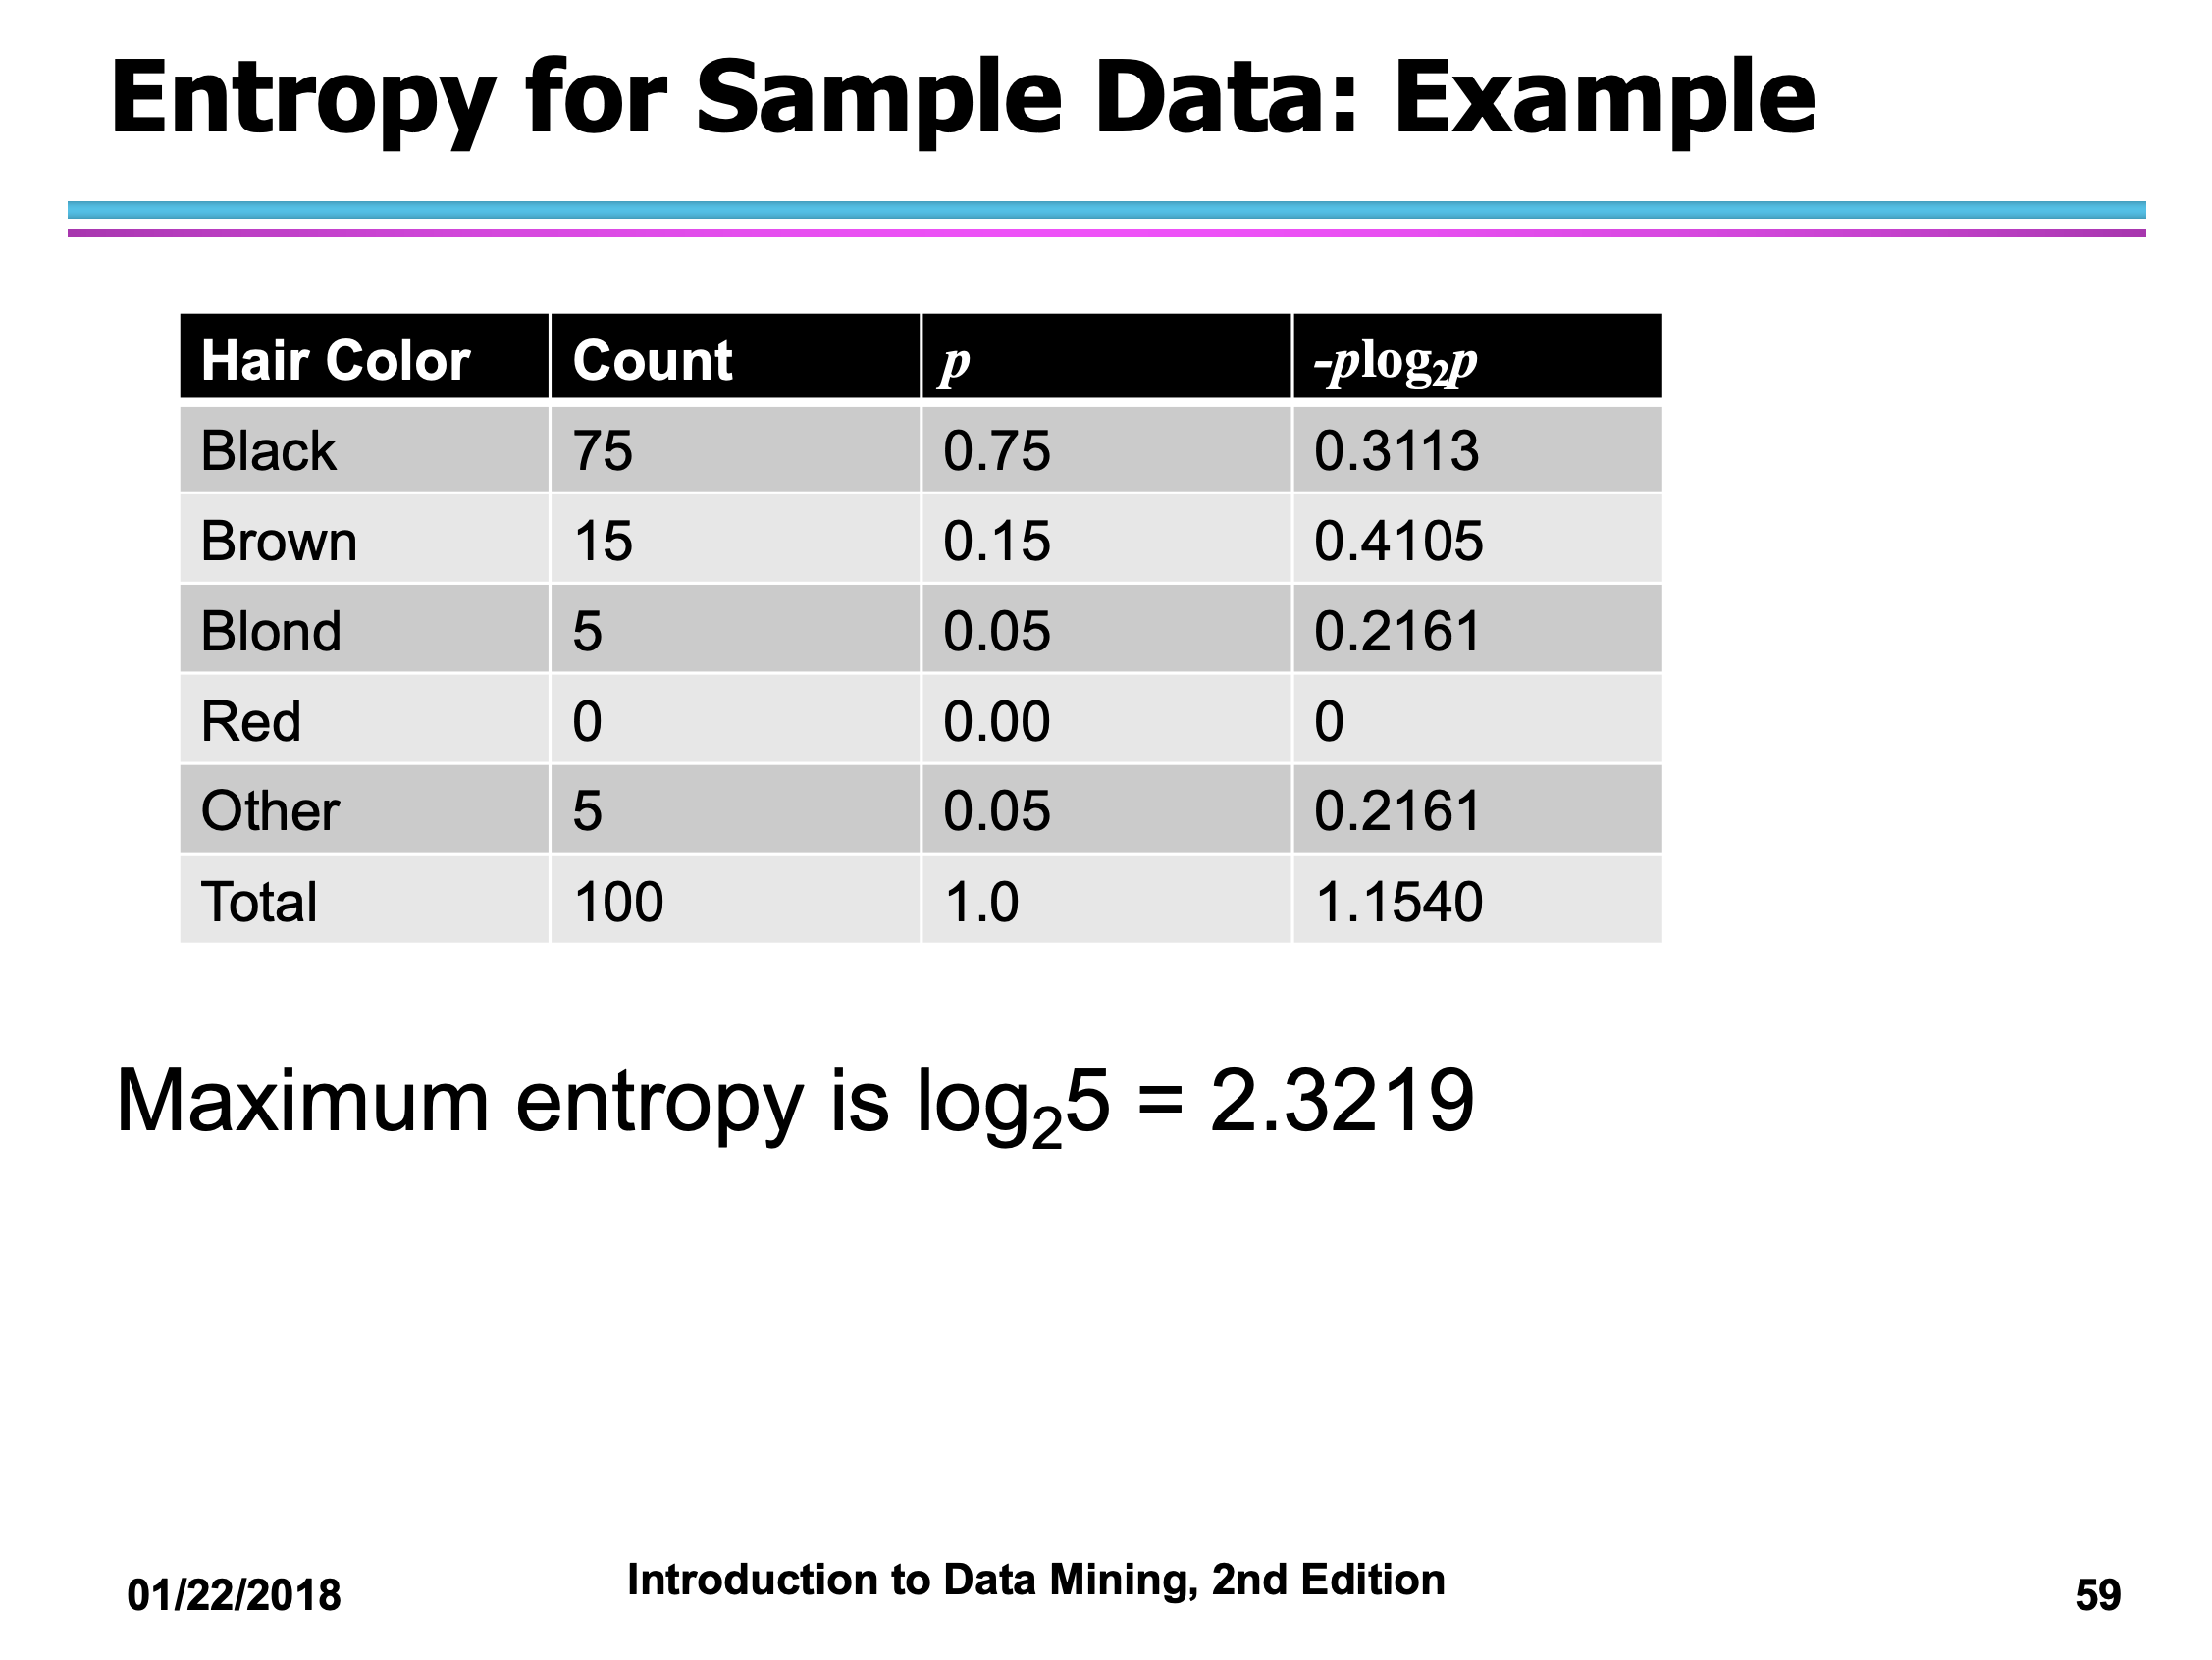 Entropy for Sample Data: Example
Hair Color Count p -plog₂p
Black 75 0.75 0.3113
Brown 15 0.15 0.4105
Blond 5 0.05 0.2161
Red 0 0.00 0
Other 5 0.05 0.2161
Total 100 1.0 1.1540
Maximum entropy is log₂5 = 2.3219
01/22/2018 Introduction to Data Mining, 2nd Edition 59